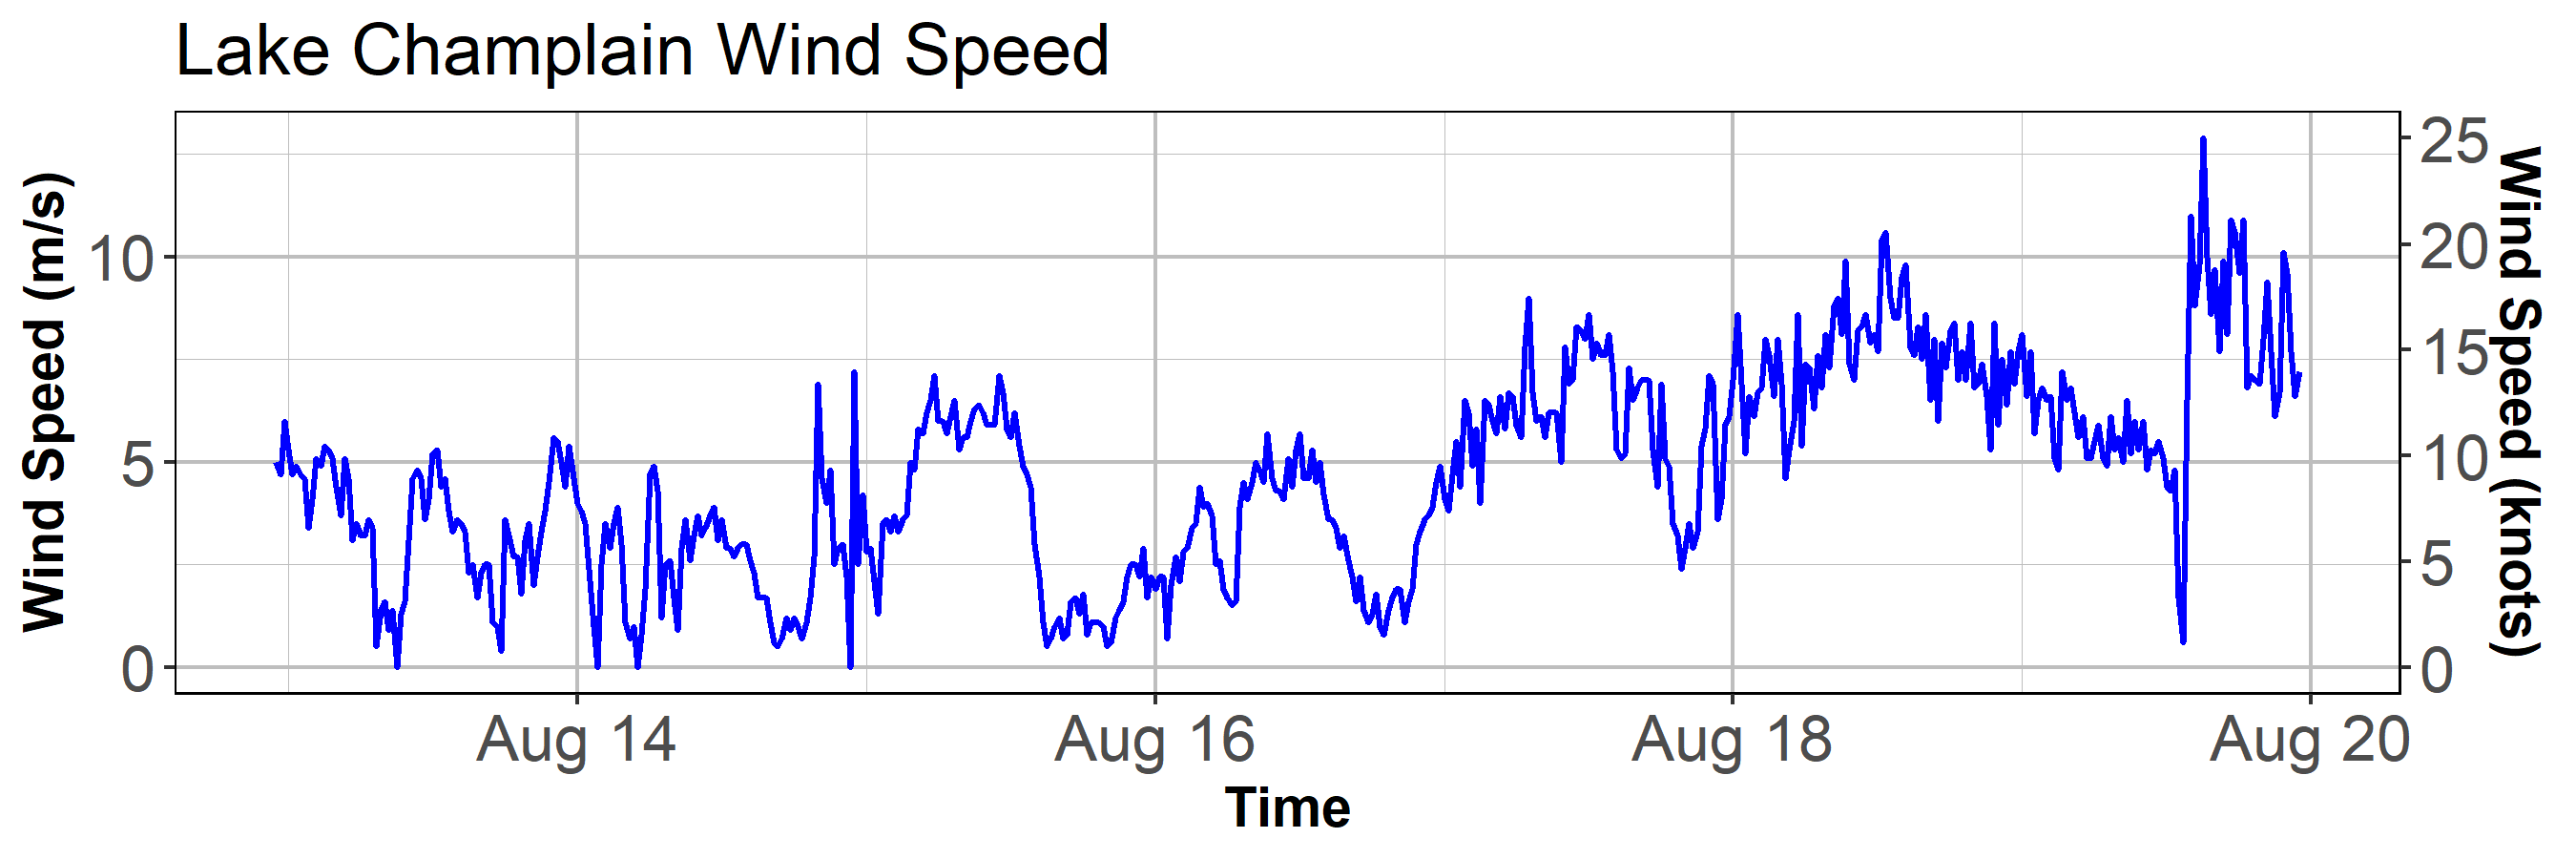 Lake Champlain Wind Speed
Wind Speed (m/s)
10
5
0
25
20
15
10
5
0
Wind Speed (knots)
Aug 14 Aug 16 Aug 18 Aug 20
Time